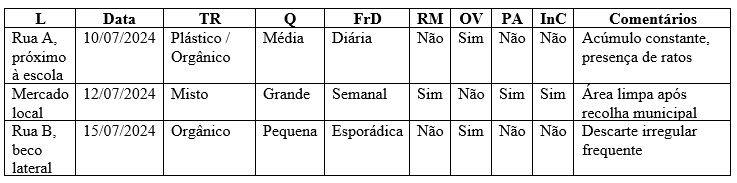 L Data TR Q FrD RM OV PA InC Comentários
Rua A, 10/07/2024 Plástico / Média Diária Não Sim Não Não Acúmulo constante,
próximo Orgânico presença de ratos
à escola
Mercado 12/07/2024 Misto Grande Semanal Sim Não Sim Sim Área limpa após
local recolha municipal
Rua B, 15/07/2024 Orgânico Pequena Esporádica Não Sim Não Não Descarte irregular
beco frequente
lateral